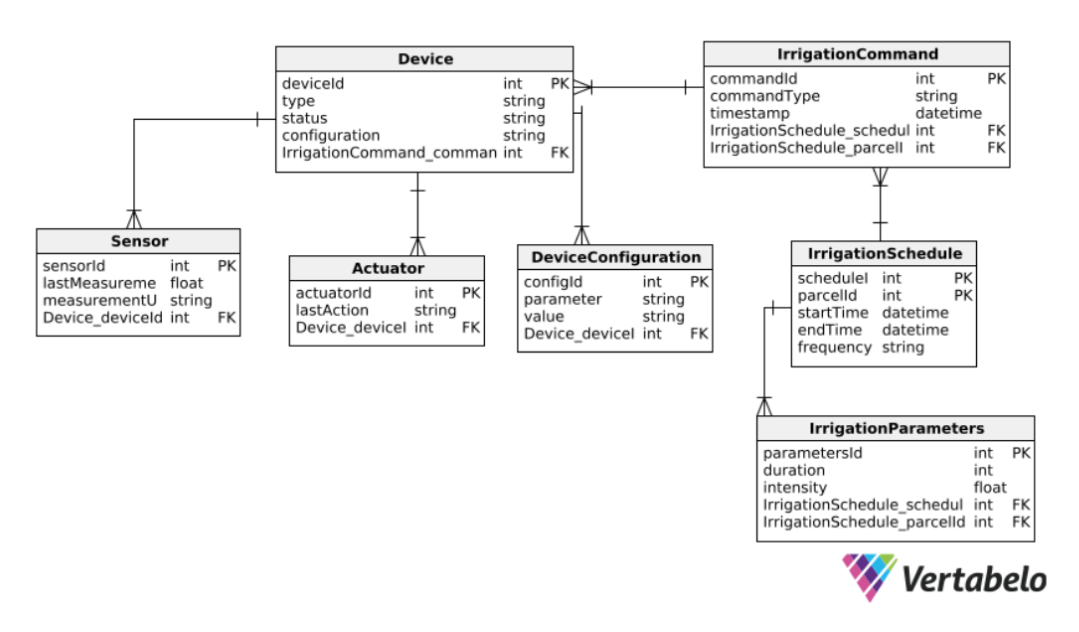 Device
deviceId int PK
type string
status string
configuration string
IrrigationCommand_comman int FK
IrrigationCommand
commandId int PK
commandType string
timestamp datetime
IrrigationSchedule_schedul int FK
IrrigationSchedule_parcelI int FK
Sensor
sensorId int PK
lastMeasureme float
measurementU string
Device_deviceId int FK
Actuator
actuatorId int PK
lastAction string
Device_deviceI int FK
DeviceConfiguration
configId int PK
parameter string
value string
Device_deviceI int FK
IrrigationSchedule
scheduleI int PK
parcelId int PK
startTime datetime
endTime datetime
frequency string
IrrigationParameters
parametersId int PK
duration int
intensity float
IrrigationSchedule_schedul int FK
IrrigationSchedule_parcelId int FK
Vertabelo